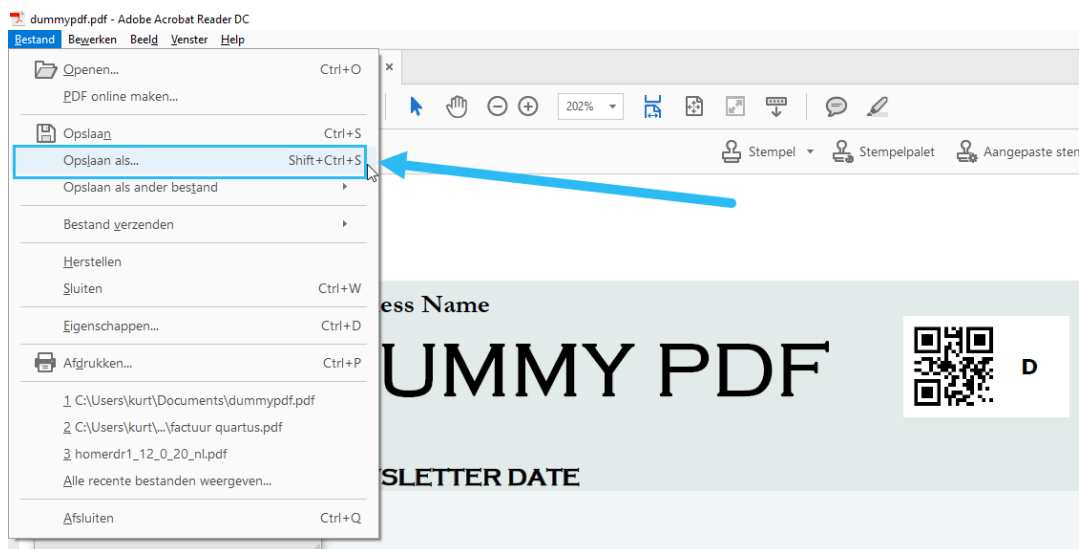 dummypdf.pdf - Adobe Acrobat Reader DC
Bestand Bewerken Beeld Venster Help
Openen... Ctrl+O
PDF online maken...
Opslaan Ctrl+S
Opslaan als... Shift+Ctrl+S
Opslaan als ander bestand
Bestand verzenden
Herstellen
Sluiten Ctrl+W
Eigenschappen... Ctrl+D
Afdrukken... Ctrl+P
1 C:\Users\kurt\Documents\dummypdf.pdf
2 C:\Users\kurt\...\factuur quartus.pdf
3 homerdr1_12_0_20_nl.pdf
Alle recente bestanden weergeven...
Afsluiten Ctrl+Q
202%
Stempel Stempelpalet Aangepaste stem
ess Name
UMMY PDF
D
SLETTER DATE